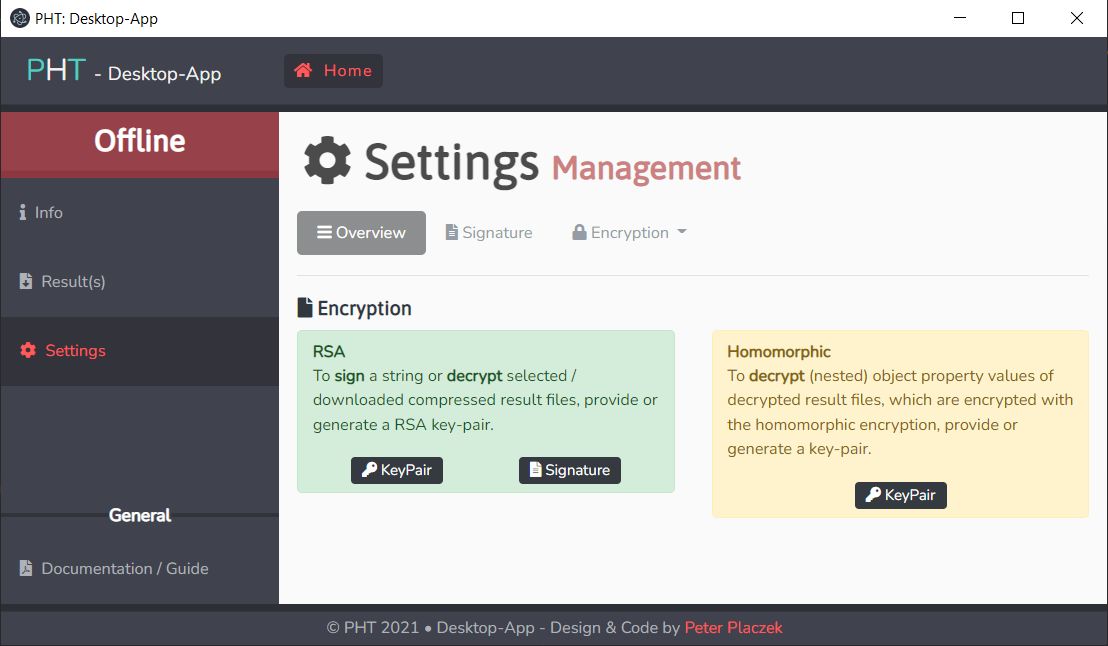 PHT: Desktop-App
PHT - Desktop-App
Home
Offline
Info
Result(s)
Settings
General
Documentation / Guide
Settings Management
Overview
Signature
Encryption
Encryption
RSA
To sign a string or decrypt selected /
downloaded compressed result files, provide or
generate a RSA key-pair.
KeyPair
Signature
Homomorphic
To decrypt (nested) object property values of
decrypted result files, which are encrypted with
the homomorphic encryption, provide or
generate a key-pair.
KeyPair
© PHT 2021 • Desktop-App - Design & Code by Peter Placzek